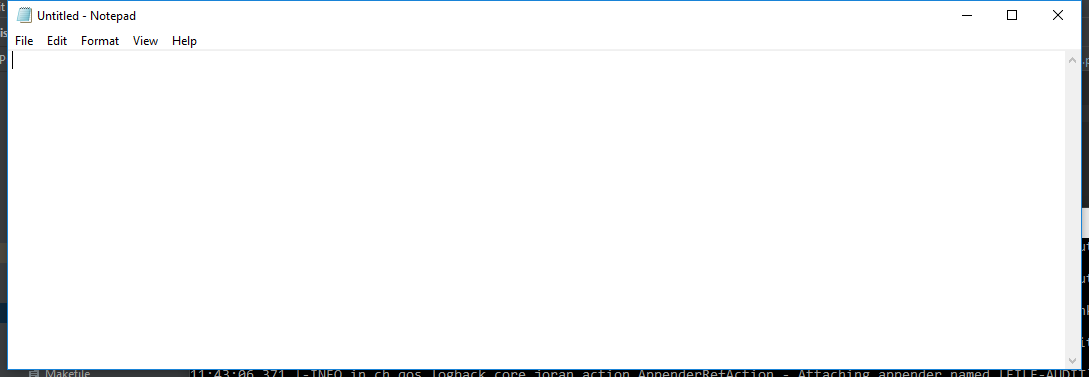 Untitled - Notepad
File Edit Format View Help
Makefile
11:43:06,371 |-INFO in ch.qos.logback.core.joran.action.AppenderRefAction - Attaching appender named [FILE-AUDIT